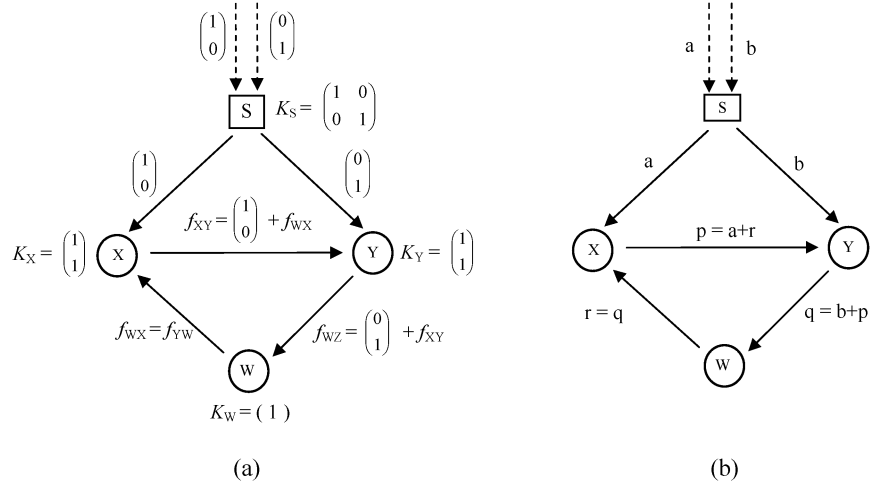 (1 0) (0 1)
S K_S = (1 0 0 1)
(1 0) (0 1)
f_XY = (1 0) + f_WX
K_X = (1 1) X Y K_Y = (1 1)
f_WX = f_YW f_WZ = (0 1) + f_XY
W
K_W = ( 1 )
(a)
a b
S
a b
p = a+r
X Y
r = q q = b+p
W
(b)